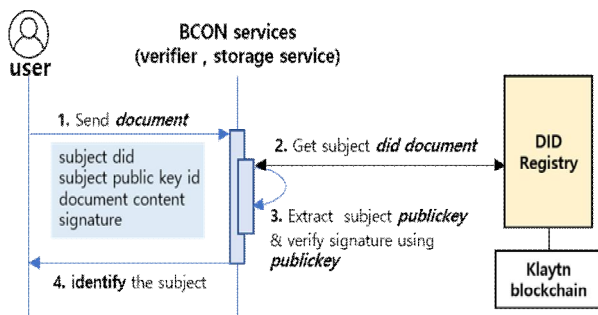 user
BCON services
(verifier , storage service)
1. Send document
subject did
subject public key id
document content
signature
2. Get subject did document
DID
Registry
3. Extract subject publickey
& verify signature using
publickey
4. identify the subject
Klaytn
blockchain